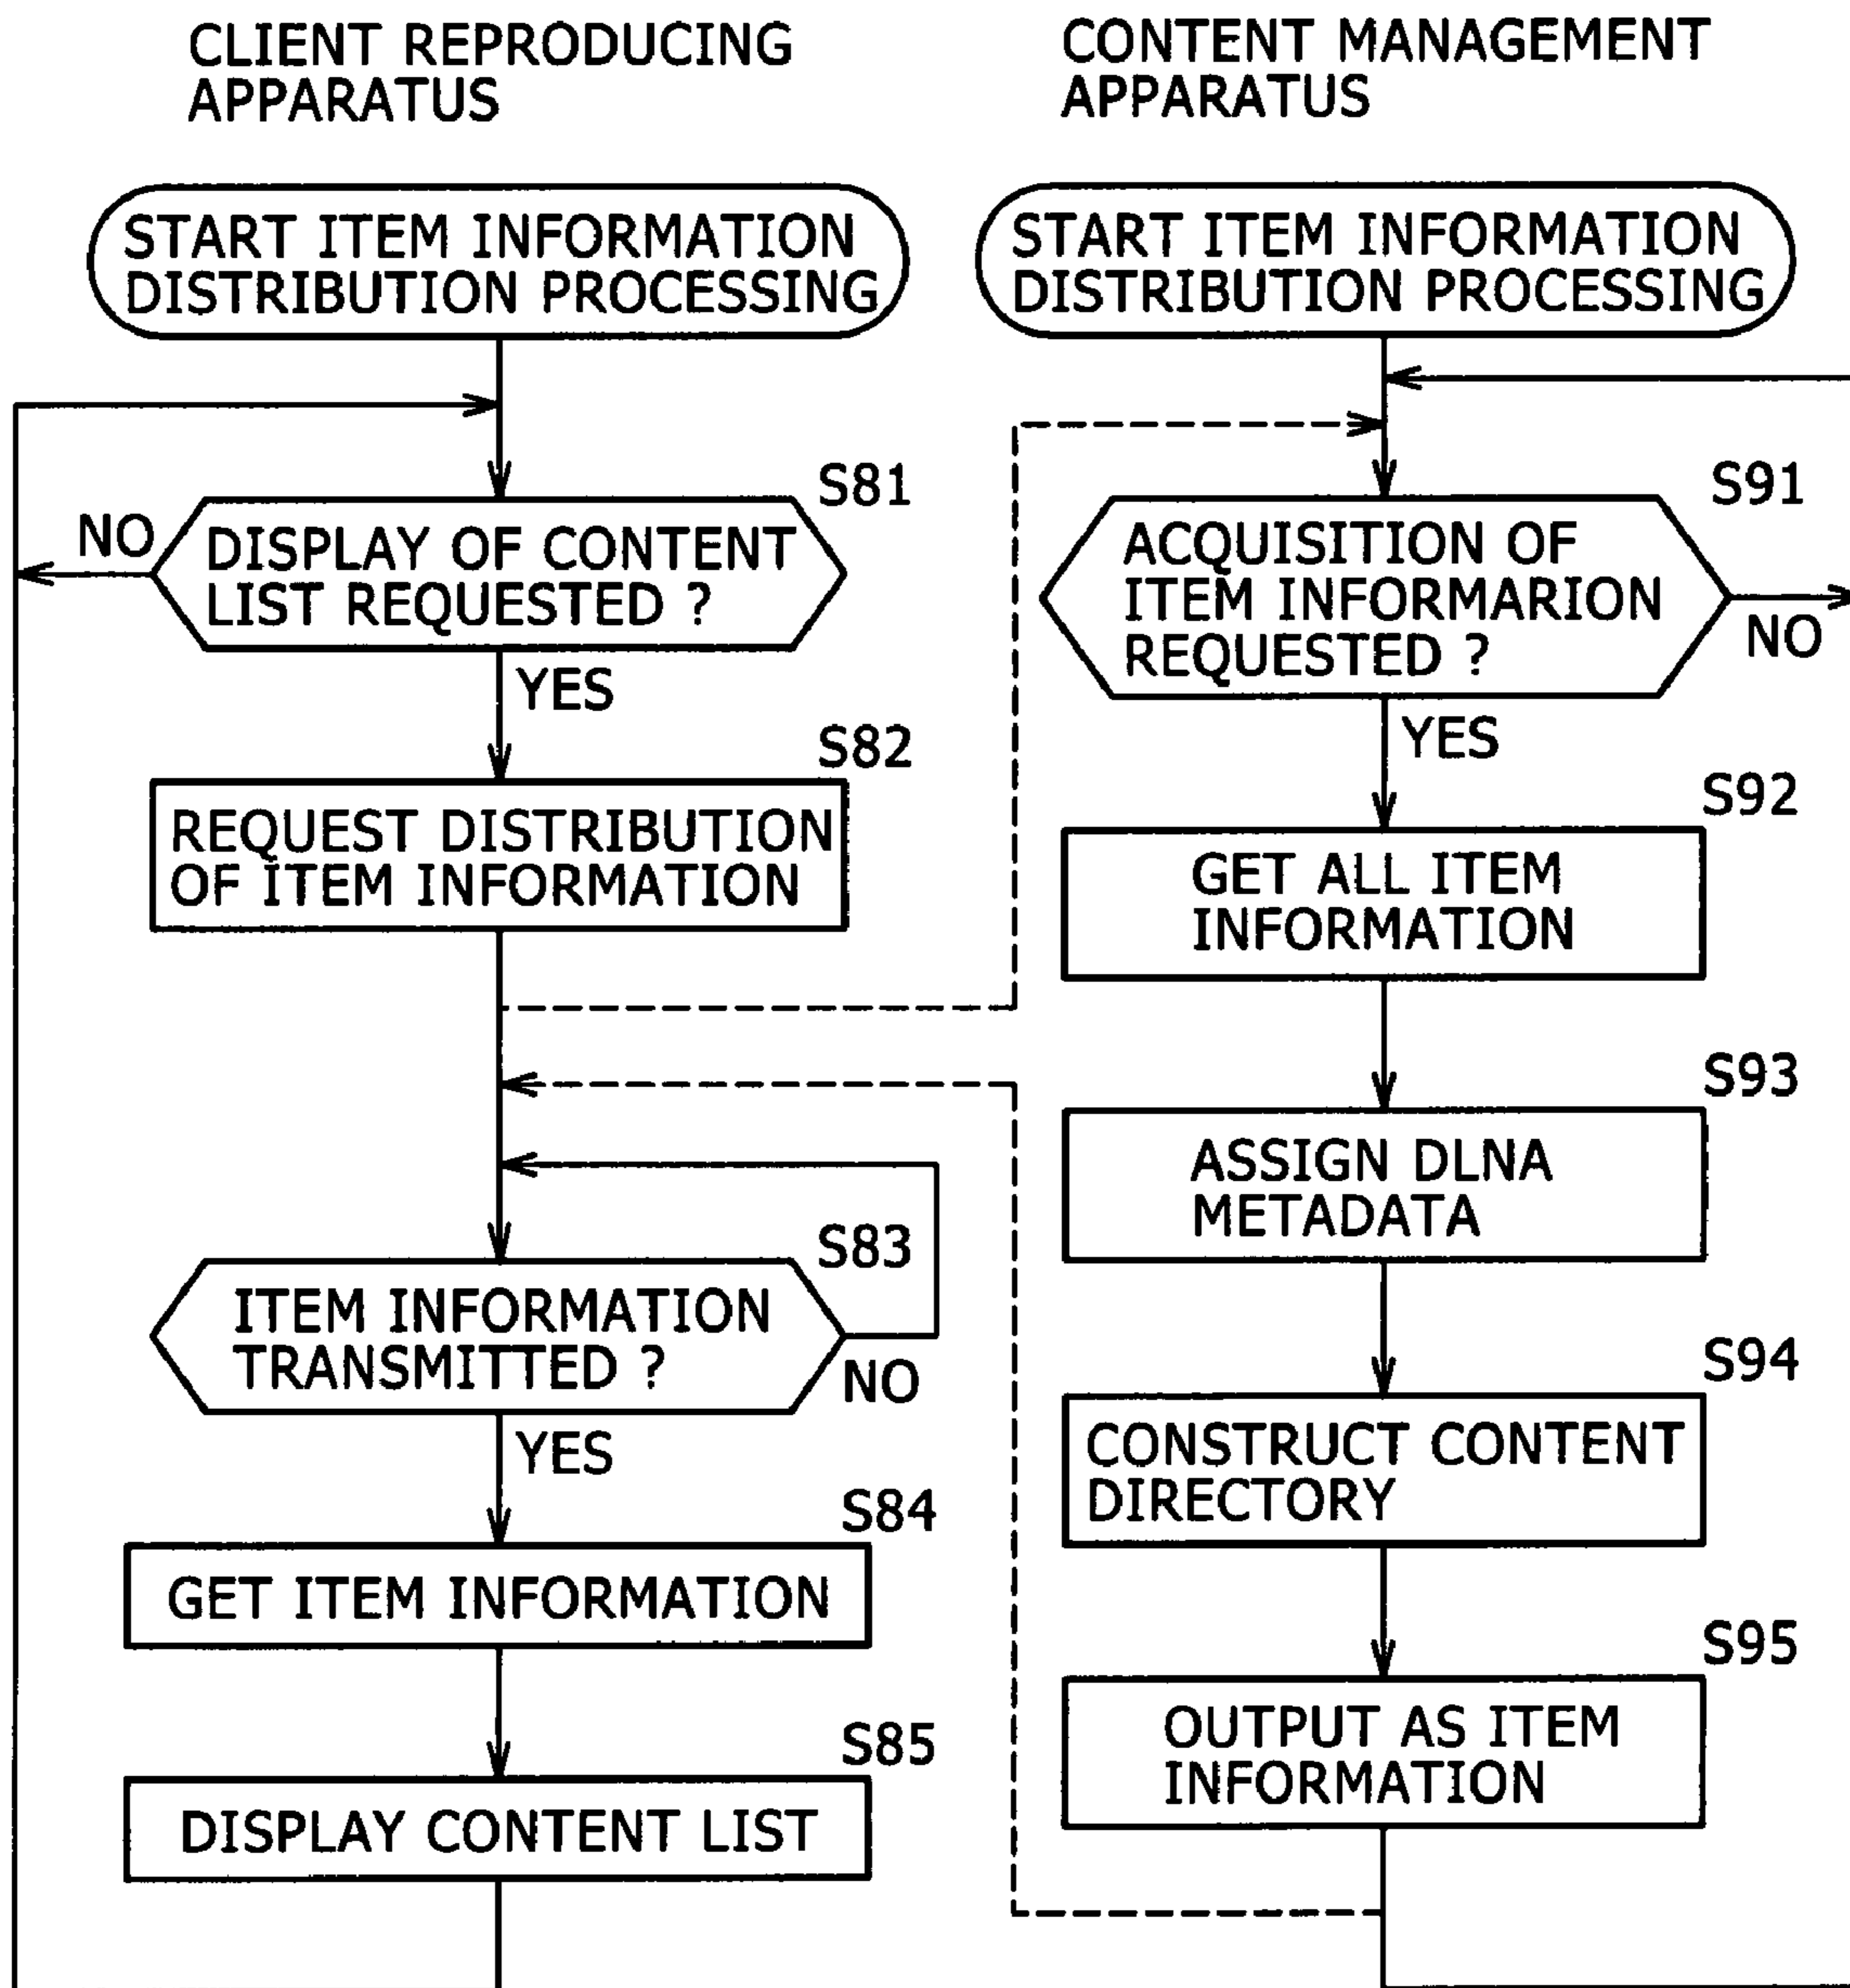 CLIENT REPRODUCING
APPARATUS
START ITEM INFORMATION
DISTRIBUTION PROCESSING
S81
NO
DISPLAY OF CONTENT
LIST REQUESTED ?
YES
S82
REQUEST DISTRIBUTION
OF ITEM INFORMATION
S83
ITEM INFORMATION
TRANSMITTED ?
NO
YES
S84
GET ITEM INFORMATION
S85
DISPLAY CONTENT LIST
CONTENT MANAGEMENT
APPARATUS
START ITEM INFORMATION
DISTRIBUTION PROCESSING
S91
ACQUISITION OF
ITEM INFORMARION
REQUESTED ?
NO
YES
S92
GET ALL ITEM
INFORMATION
S93
ASSIGN DLNA
METADATA
S94
CONSTRUCT CONTENT
DIRECTORY
S95
OUTPUT AS ITEM
INFORMATION